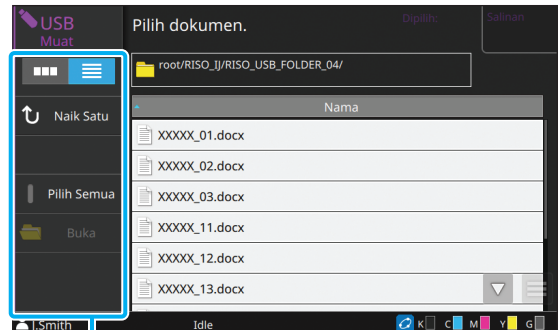 USB
Muat
Pilih dokumen.
Dipilih:
Salinan
root/RISO_IJ/RISO_USB_FOLDER_04/
Naik Satu
Pilih Semua
Buka
Nama
XXXXX_01.docx
XXXXX_02.docx
XXXXX_03.docx
XXXXX_11.docx
XXXXX_12.docx
XXXXX_13.docx
J.Smith
Idle
K
C
M
Y
G